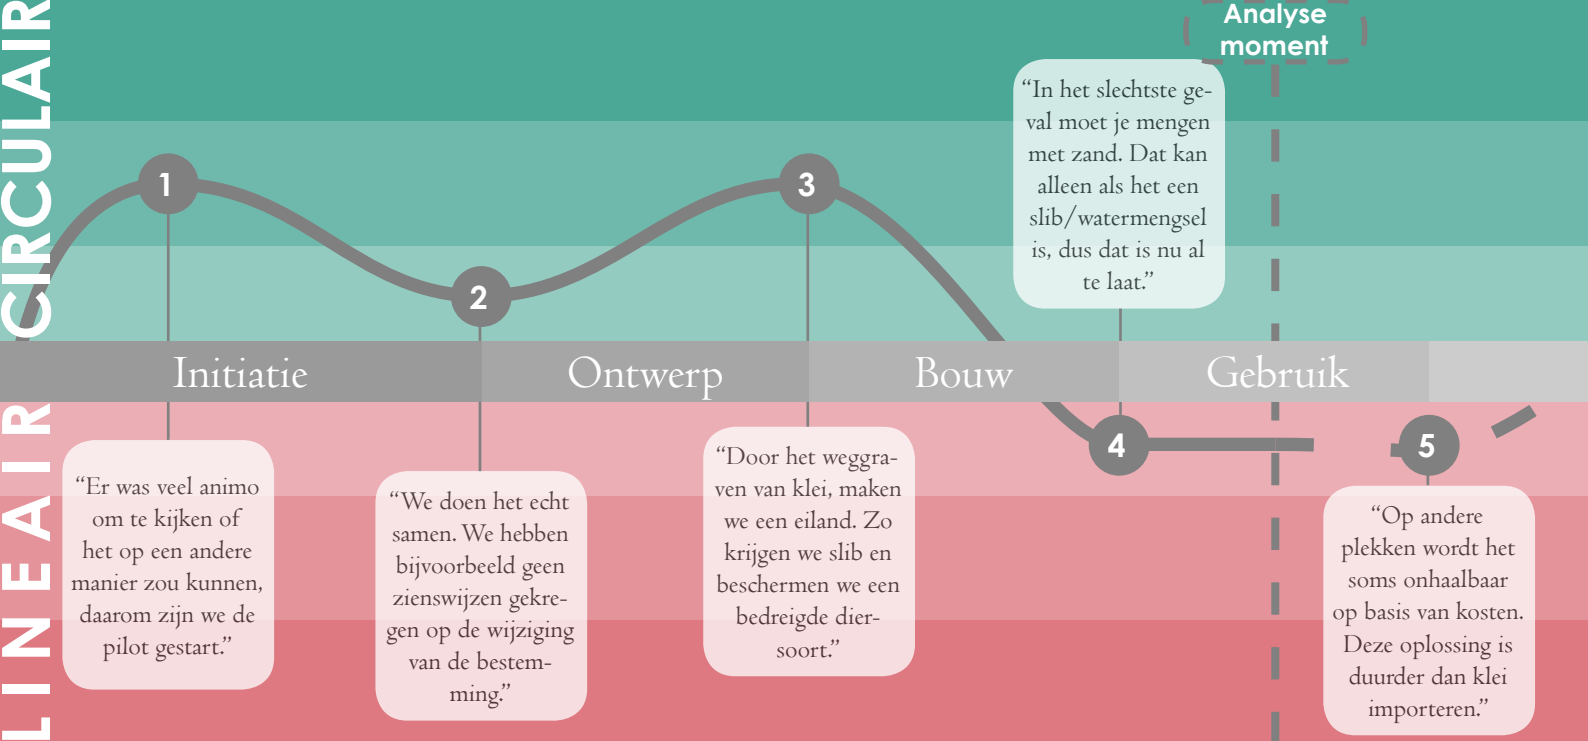 CIRCULAIR
LINEAIR
Analyse
moment
1
2
3
4
5
Initiatie
Ontwerp
Bouw
Gebruik
“Er was veel animo
om te kijken of
het op een andere
manier zou kunnen,
daarom zijn we de
pilot gestart.”
“We doen het echt
samen. We hebben
bijvoorbeeld geen
zienswijzen gekre-
gen op de wijziging
van de bestem-
ming.”
“Door het weggra-
ven van klei, maken
we een eiland. Zo
krijgen we slib en
beschermen we een
bedreigde dier-
soort.”
“In het slechtste ge-
val moet je mengen
met zand. Dat kan
alleen als het een
slib/watermengsel
is, dus dat is nu al
te laat.”
“Op andere
plekken wordt het
soms onhaalbaar
op basis van kosten.
Deze oplossing is
duurder dan klei
importeren.”